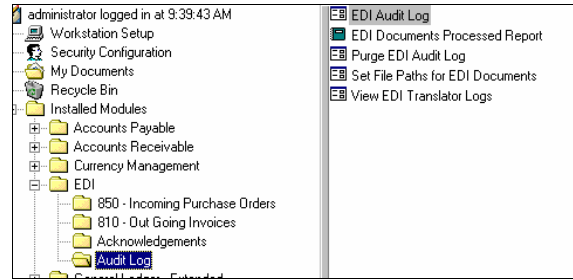 administrator logged in at 9:39:43 AM
Workstation Setup
Security Configuration
My Documents
Recycle Bin
Installed Modules
Accounts Payable
Accounts Receivable
Currency Management
EDI
850 - Incoming Purchase Orders
810 - Out Going Invoices
Acknowledgements
Audit Log
General Ledger - Extended
EDI Audit Log
EDI Documents Processed Report
Purge EDI Audit Log
Set File Paths for EDI Documents
View EDI Translator Logs